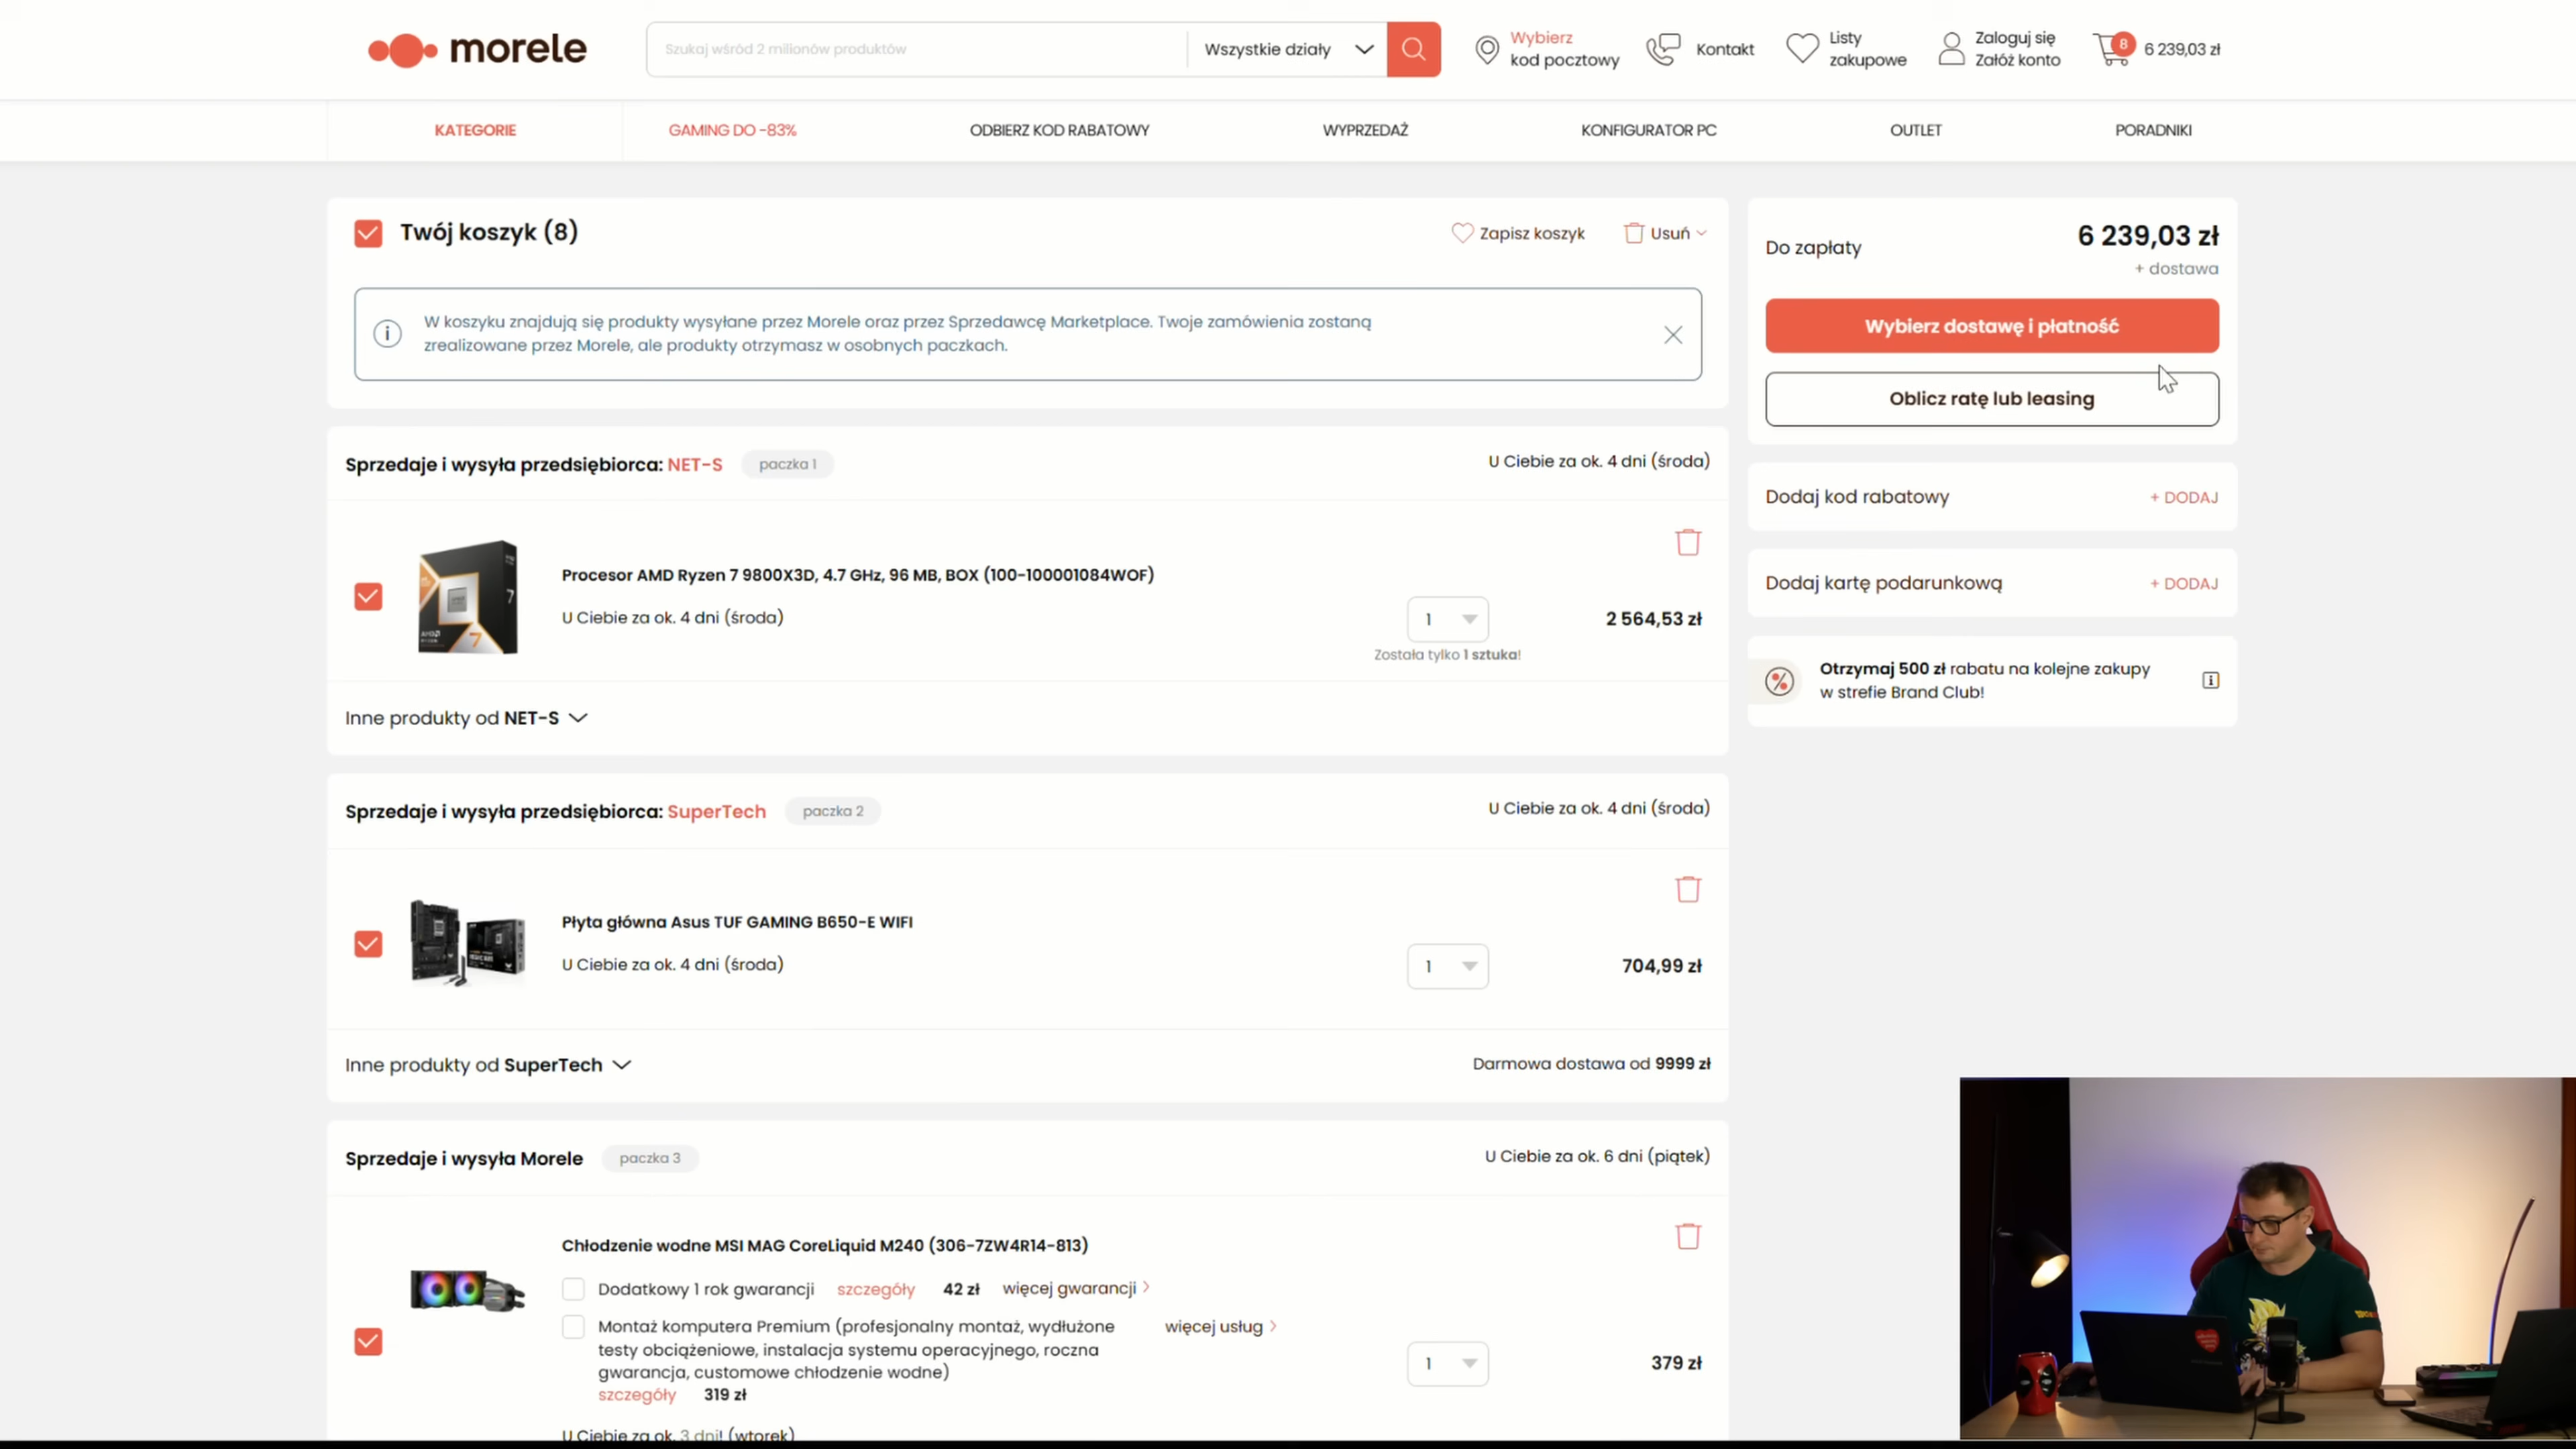 morele
Szukaj wśród 2 milionów produktów
Wszystkie działy
Wybierz
kod pocztowy
Kontakt
Listy
zakupowe
Zaloguj się
Załóż konto
8
6 239,03 zł
KATEGORIE
GAMING DO -83%
ODBIERZ KOD RABATOWY
WYPRZEDAŻ
KONFIGURATOR PC
OUTLET
PORADNIKI
Twój koszyk (8)
Zapisz koszyk
Usuń
W koszyku znajdują się produkty wysyłane przez Morele oraz przez Sprzedawcę Marketplace. Twoje zamówienia zostaną
zrealizowane przez Morele, ale produkty otrzymasz w osobnych paczkach.
Do zapłaty
6 239,03 zł
+ dostawa
Wybierz dostawę i płatność
Oblicz ratę lub leasing
Dodaj kod rabatowy
+ DODAJ
Dodaj kartę podarunkową
+ DODAJ
Otrzymaj 500 zł rabatu na kolejne zakupy
w strefie Brand Club!
Sprzedaje i wysyła przedsiębiorca: NET-S
paczka 1
U Ciebie za ok. 4 dni (środa)
Procesor AMD Ryzen 7 9800X3D, 4.7 GHz, 96 MB, BOX (100-100001084WOF)
U Ciebie za ok. 4 dni (środa)
1
Została tylko 1 sztuka!
2 564,53 zł
Inne produkty od NET-S
Sprzedaje i wysyła przedsiębiorca: SuperTech
paczka 2
U Ciebie za ok. 4 dni (środa)
Płyta główna Asus TUF GAMING B650-E WIFI
U Ciebie za ok. 4 dni (środa)
1
704,99 zł
Inne produkty od SuperTech
Darmowa dostawa od 9999 zł
Sprzedaje i wysyła Morele
paczka 3
U Ciebie za ok. 6 dni (piątek)
Chłodzenie wodne MSI MAG CoreLiquid M240 (306-7ZW4R14-813)
Dodatkowy 1 rok gwarancji szczegóły 42 zł więcej gwarancji
Montaż komputera Premium (profesjonalny montaż, wydłużone
testy obciążeniowe, instalacja systemu operacyjnego, roczna
gwarancja, customowe chłodzenie wodne)
więcej usług
szczegóły 319 zł
1
379 zł
U Ciebie za ok. 3 dni! (wtorek)